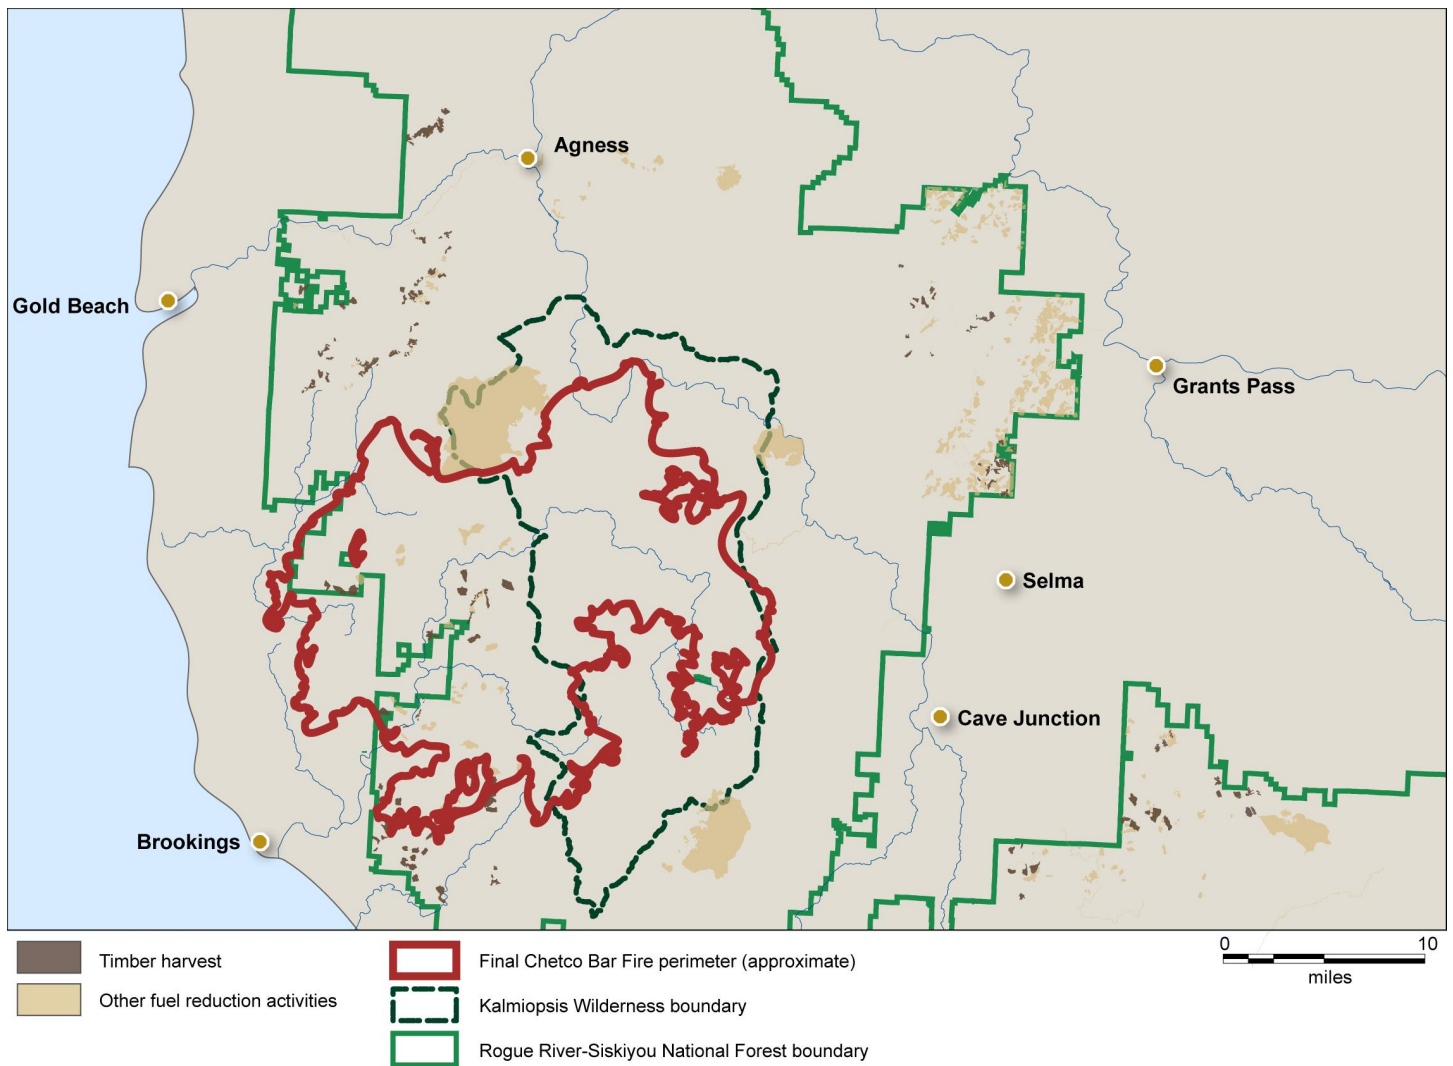 Agness
Gold Beach
Grants Pass
Selma
Cave Junction
Brookings
Timber harvest
Other fuel reduction activities
Final Chetco Bar Fire perimeter (approximate)
Kalmiopsis Wilderness boundary
Rogue River-Siskiyou National Forest boundary
0 10
miles